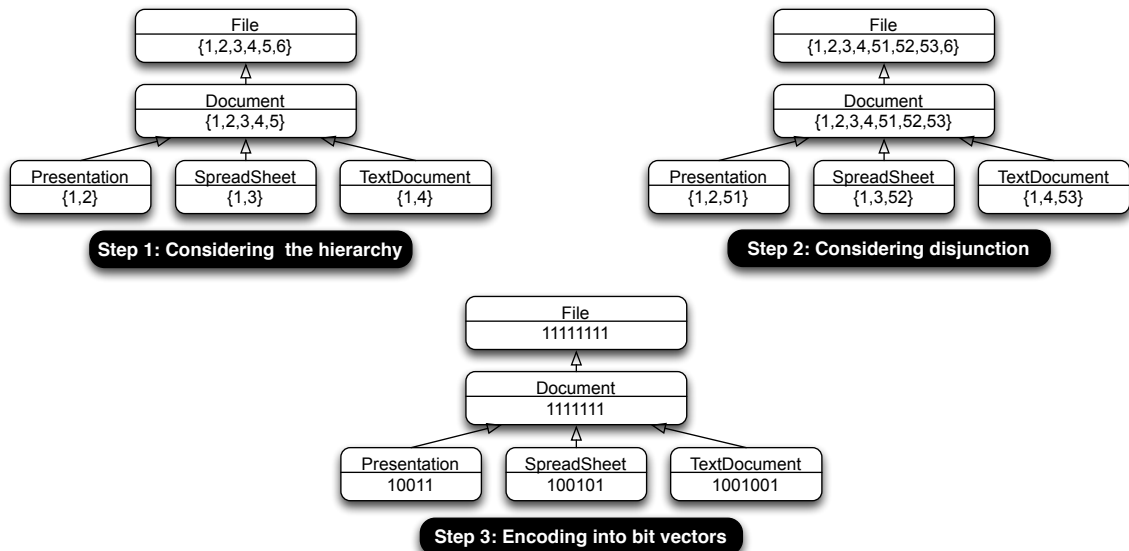 File
{1,2,3,4,5,6}
Document
{1,2,3,4,5}
Presentation
{1,2}
SpreadSheet
{1,3}
TextDocument
{1,4}
Step 1: Considering the hierarchy
File
{1,2,3,4,51,52,53,6}
Document
{1,2,3,4,51,52,53}
Presentation
{1,2,51}
SpreadSheet
{1,3,52}
TextDocument
{1,4,53}
Step 2: Considering disjunction
File
11111111
Document
1111111
Presentation
10011
SpreadSheet
100101
TextDocument
1001001
Step 3: Encoding into bit vectors